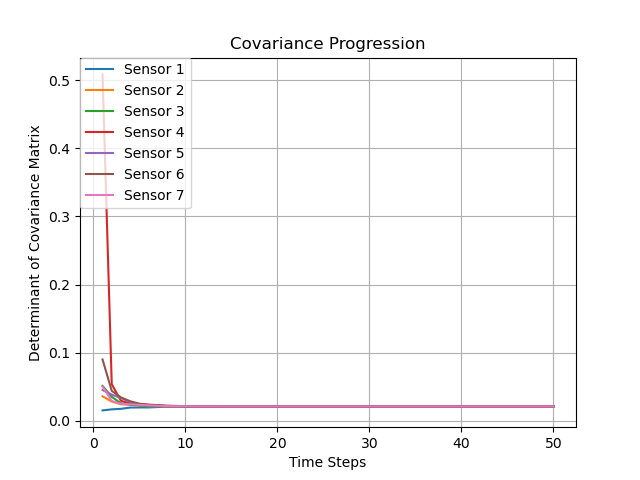 Covariance Progression
Sensor 1
Sensor 2
Sensor 3
Sensor 4
Sensor 5
Sensor 6
Sensor 7
Determinant of Covariance Matrix
0.5
0.4
0.3
0.2
0.1
0.0
0 10 20 30 40 50
Time Steps